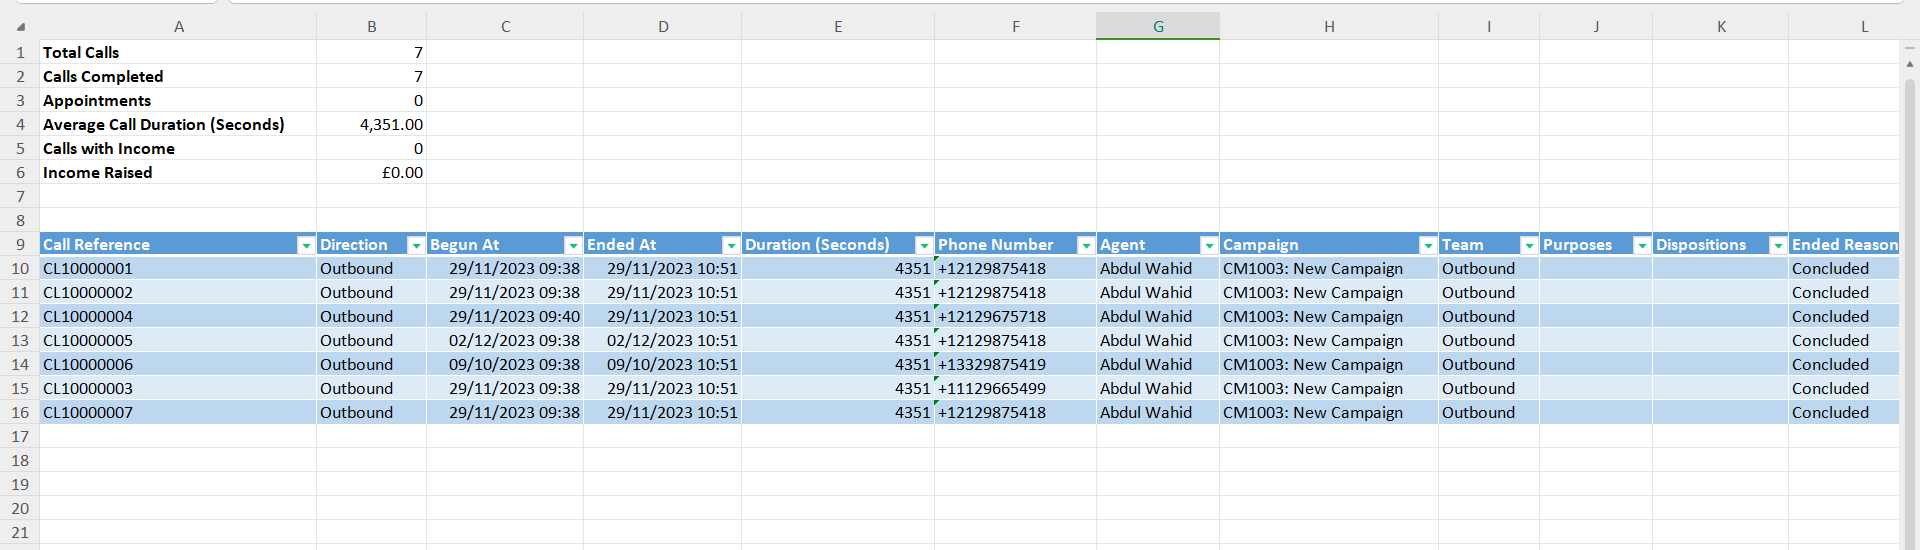 A B C D E F G H I J K L
1 Total Calls 7
2 Calls Completed 7
3 Appointments 0
4 Average Call Duration (Seconds) 4,351.00
5 Calls with Income 0
6 Income Raised £0.00
7
8
9 Call Reference Direction Begun At Ended At Duration (Seconds) Phone Number Agent Campaign Team Purposes Dispositions Ended Reason
10 CL10000001 Outbound 29/11/2023 09:38 29/11/2023 10:51 4351 +12129875418 Abdul Wahid CM1003: New Campaign Outbound Concluded
11 CL10000002 Outbound 29/11/2023 09:38 29/11/2023 10:51 4351 +12129875418 Abdul Wahid CM1003: New Campaign Outbound Concluded
12 CL10000004 Outbound 29/11/2023 09:40 29/11/2023 10:51 4351 +12129675718 Abdul Wahid CM1003: New Campaign Outbound Concluded
13 CL10000005 Outbound 02/12/2023 09:38 02/12/2023 10:51 4351 +12129875418 Abdul Wahid CM1003: New Campaign Outbound Concluded
14 CL10000006 Outbound 09/10/2023 09:38 09/10/2023 10:51 4351 +13329875419 Abdul Wahid CM1003: New Campaign Outbound Concluded
15 CL10000003 Outbound 29/11/2023 09:38 29/11/2023 10:51 4351 +11129665499 Abdul Wahid CM1003: New Campaign Outbound Concluded
16 CL10000007 Outbound 29/11/2023 09:38 29/11/2023 10:51 4351 +12129875418 Abdul Wahid CM1003: New Campaign Outbound Concluded
17
18
19
20
21